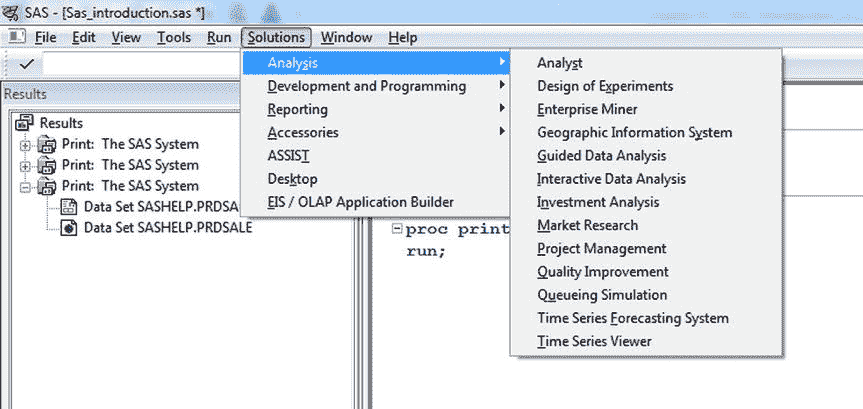 SAS - [Sas_introduction.sas *]
File Edit View Tools Run Solutions Window Help
Results
Results
Print: The SAS System
Print: The SAS System
Print: The SAS System
Data Set SASHELP.PRDSA
Data Set SASHELP.PRDSALE
Analysis
Development and Programming
Reporting
Accessories
ASSIST
Desktop
EIS / OLAP Application Builder
Analyst
Design of Experiments
Enterprise Miner
Geographic Information System
Guided Data Analysis
Interactive Data Analysis
Investment Analysis
Market Research
Project Management
Quality Improvement
Queueing Simulation
Time Series Forecasting System
Time Series Viewer
proc print
run;